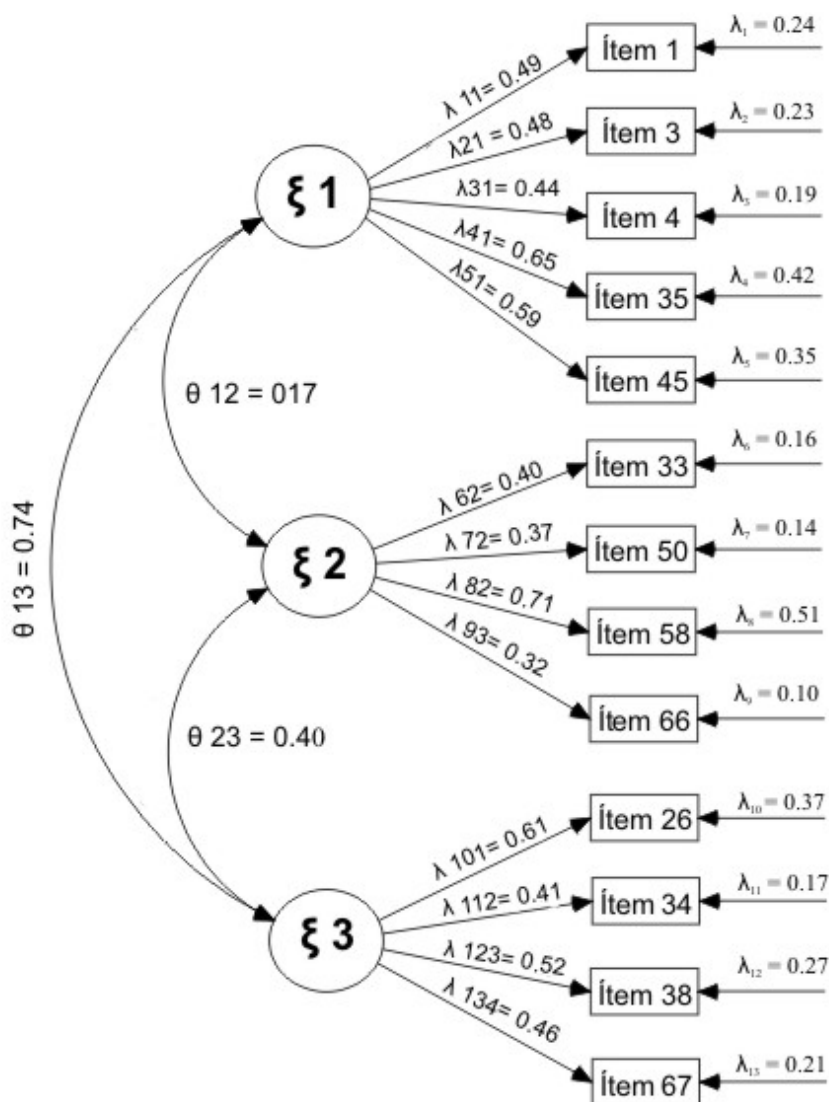 λ₁ = 0.24
Ítem 1
λ 11= 0.49
λ₂ = 0.23
Ítem 3
λ21 = 0.48
ξ 1
λ₃ = 0.19
Ítem 4
λ31= 0.44
λ₄ = 0.42
Ítem 35
λ41= 0.65
λ₅ = 0.35
Ítem 45
λ51= 0.59
θ 12 = 017
λ₆ = 0.16
Ítem 33
λ 62= 0.40
θ 13 = 0.74
λ₇ = 0.14
Ítem 50
λ 72= 0.37
ξ 2
λ₈ = 0.51
Ítem 58
λ 82= 0.71
λ₉ = 0.10
Ítem 66
λ 93= 0.32
θ 23 = 0.40
λ₁₀ = 0.37
Ítem 26
λ 101= 0.61
λ₁₁ = 0.17
Ítem 34
λ 112= 0.41
ξ 3
λ₁₂ = 0.27
Ítem 38
λ 123= 0.52
λ₁₃ = 0.21
Ítem 67
λ 134= 0.46